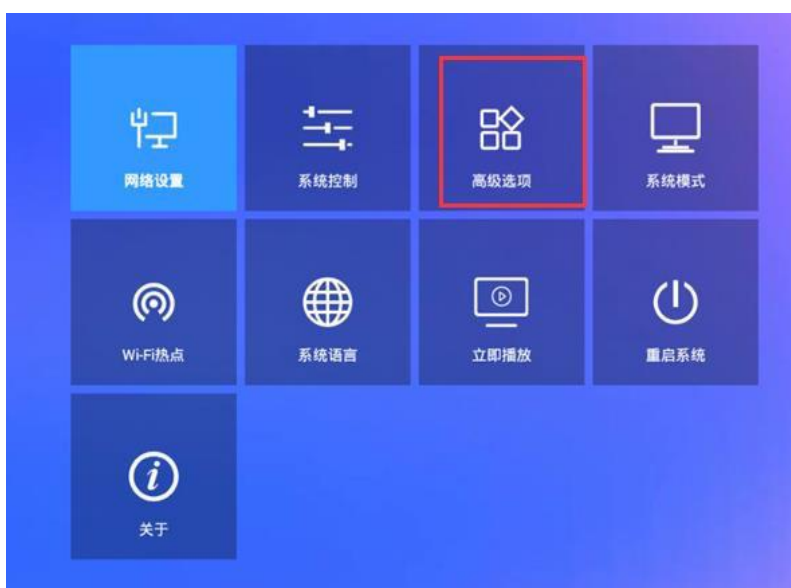 网络设置
系统控制
高级选项
系统模式
Wi-Fi热点
系统语言
立即播放
重启系统
关于